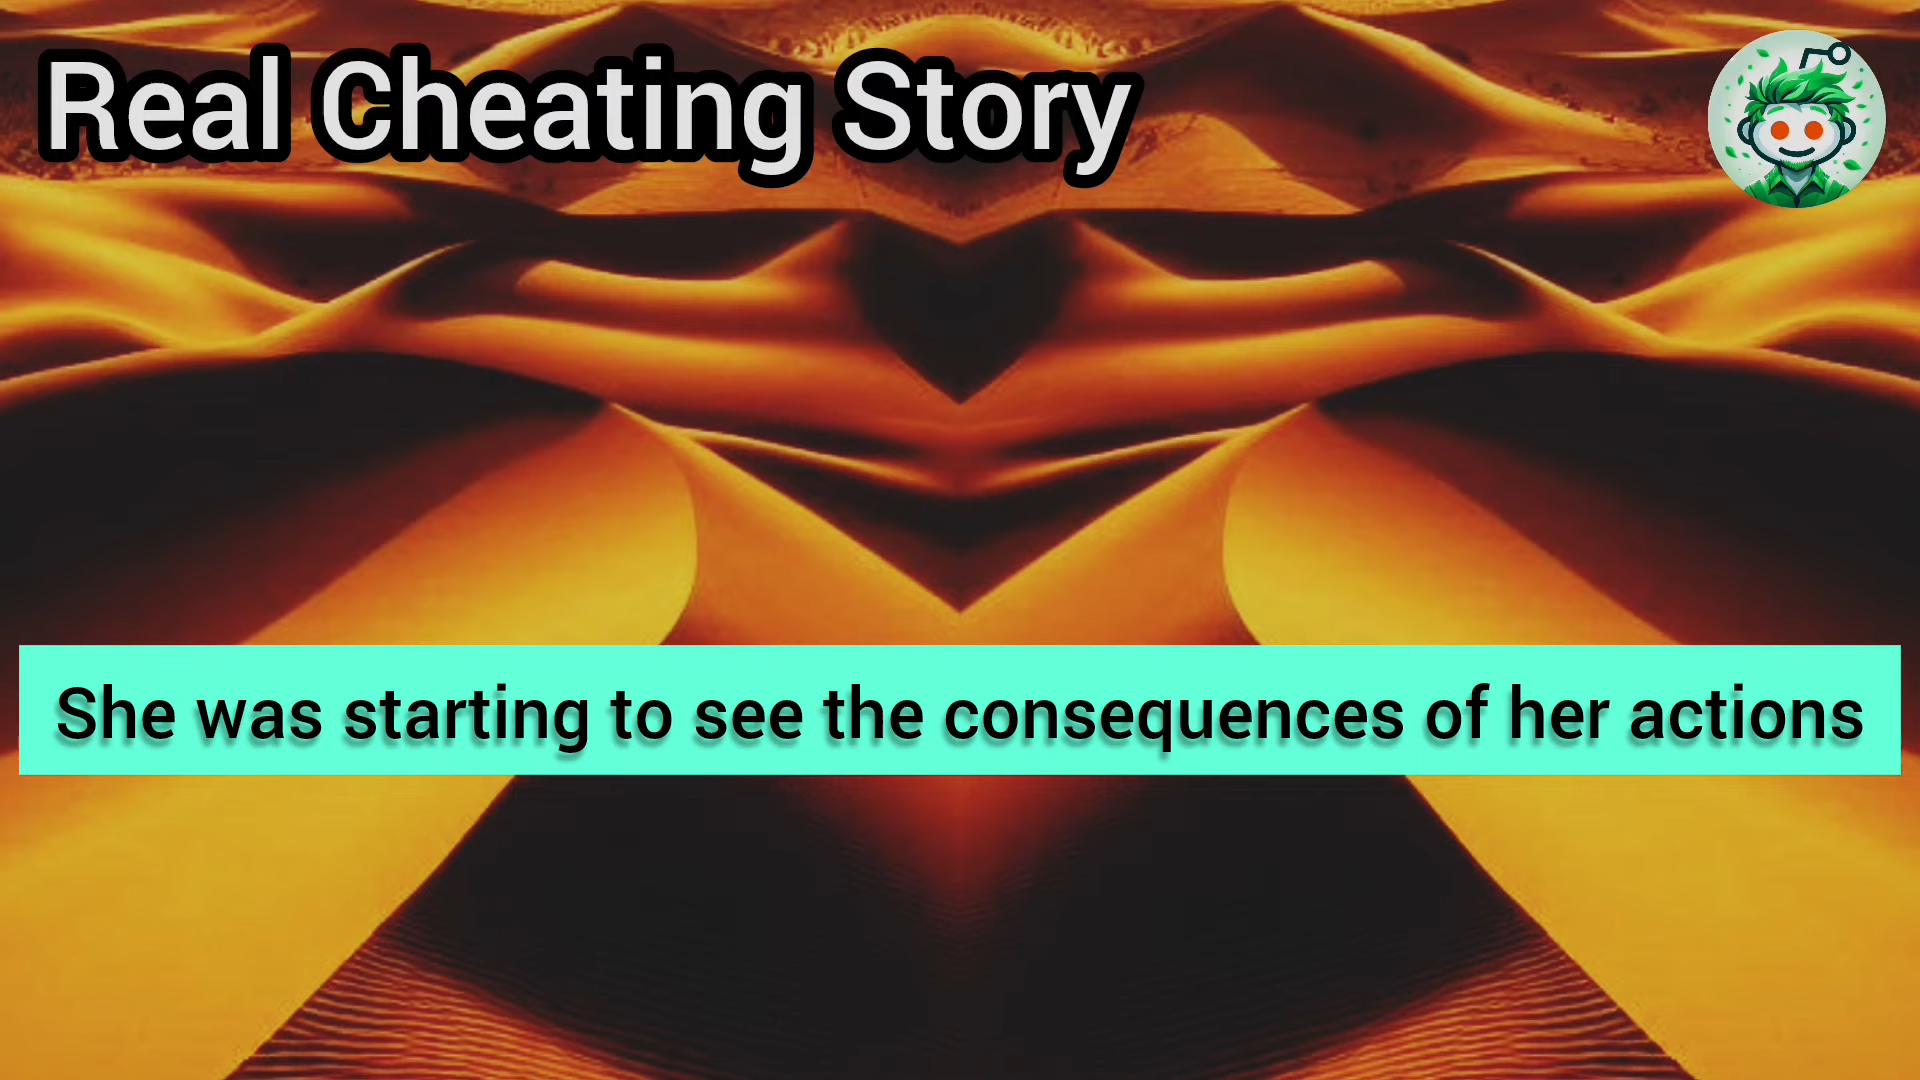 Real Cheating Story
She was starting to see the consequences of her actions